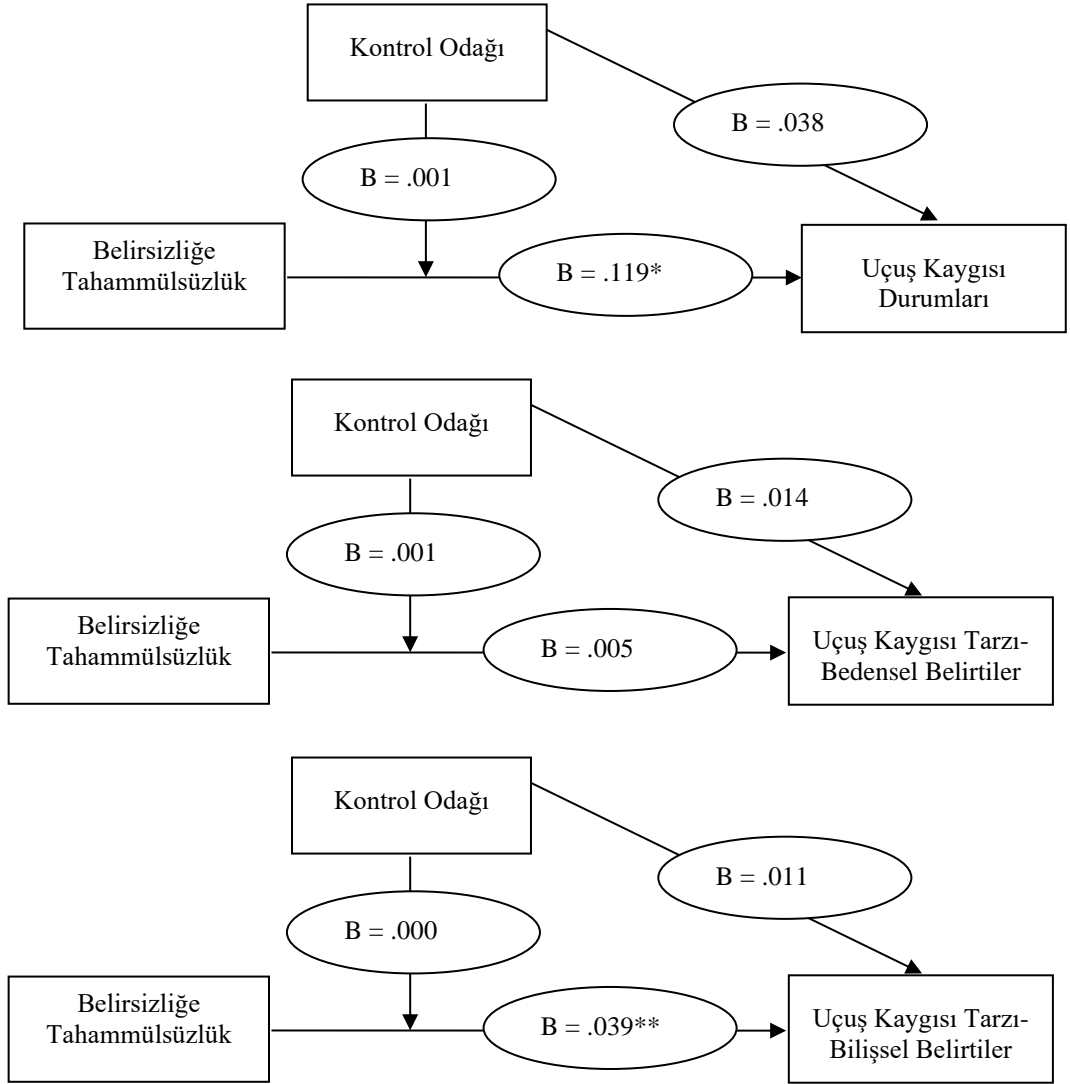 Kontrol Odağı
B = .038
B = .001
Belirsizliğe
Tahammülsüzlük
B = .119*
Uçuş Kaygısı
Durumları
Kontrol Odağı
B = .014
B = .001
Belirsizliğe
Tahammülsüzlük
B = .005
Uçuş Kaygısı Tarzı-
Bedensel Belirtiler
Kontrol Odağı
B = .011
B = .000
Belirsizliğe
Tahammülsüzlük
B = .039**
Uçuş Kaygısı Tarzı-
Bilişsel Belirtiler